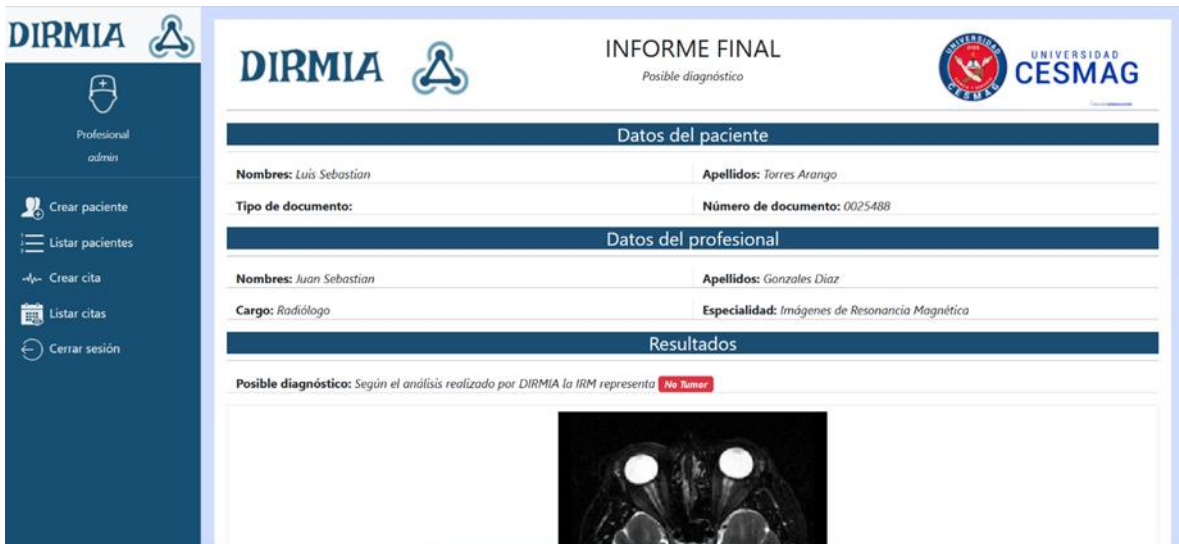 DIRMIA
Profesional
admin
Crear paciente
Listar pacientes
Crear cita
Listar citas
Cerrar sesión
DIRMIA
INFORME FINAL
Posible diagnóstico
UNIVERSIDAD
CESMAG
UNIVERSIDAD
CESMAG
Datos del paciente
Nombres: Luis Sebastian Apellidos: Torres Arango
Tipo de documento: Número de documento: 0025488
Datos del profesional
Nombres: Juan Sebastian Apellidos: Gonzales Diaz
Cargo: Radiólogo Especialidad: Imágenes de Resonancia Magnética
Resultados
Posible diagnóstico: Según el análisis realizado por DIRMIA la IRM representa No Tumor